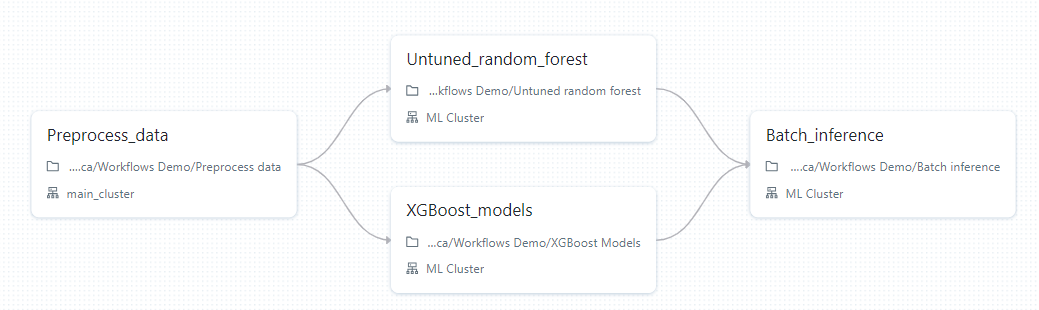 Preprocess_data
....ca/Workflows Demo/Preprocess data
main_cluster
Untuned_random_forest
...kflows Demo/Untuned random forest
ML Cluster
XGBoost_models
...ca/Workflows Demo/XGBoost Models
ML Cluster
Batch_inference
....ca/Workflows Demo/Batch inference
ML Cluster